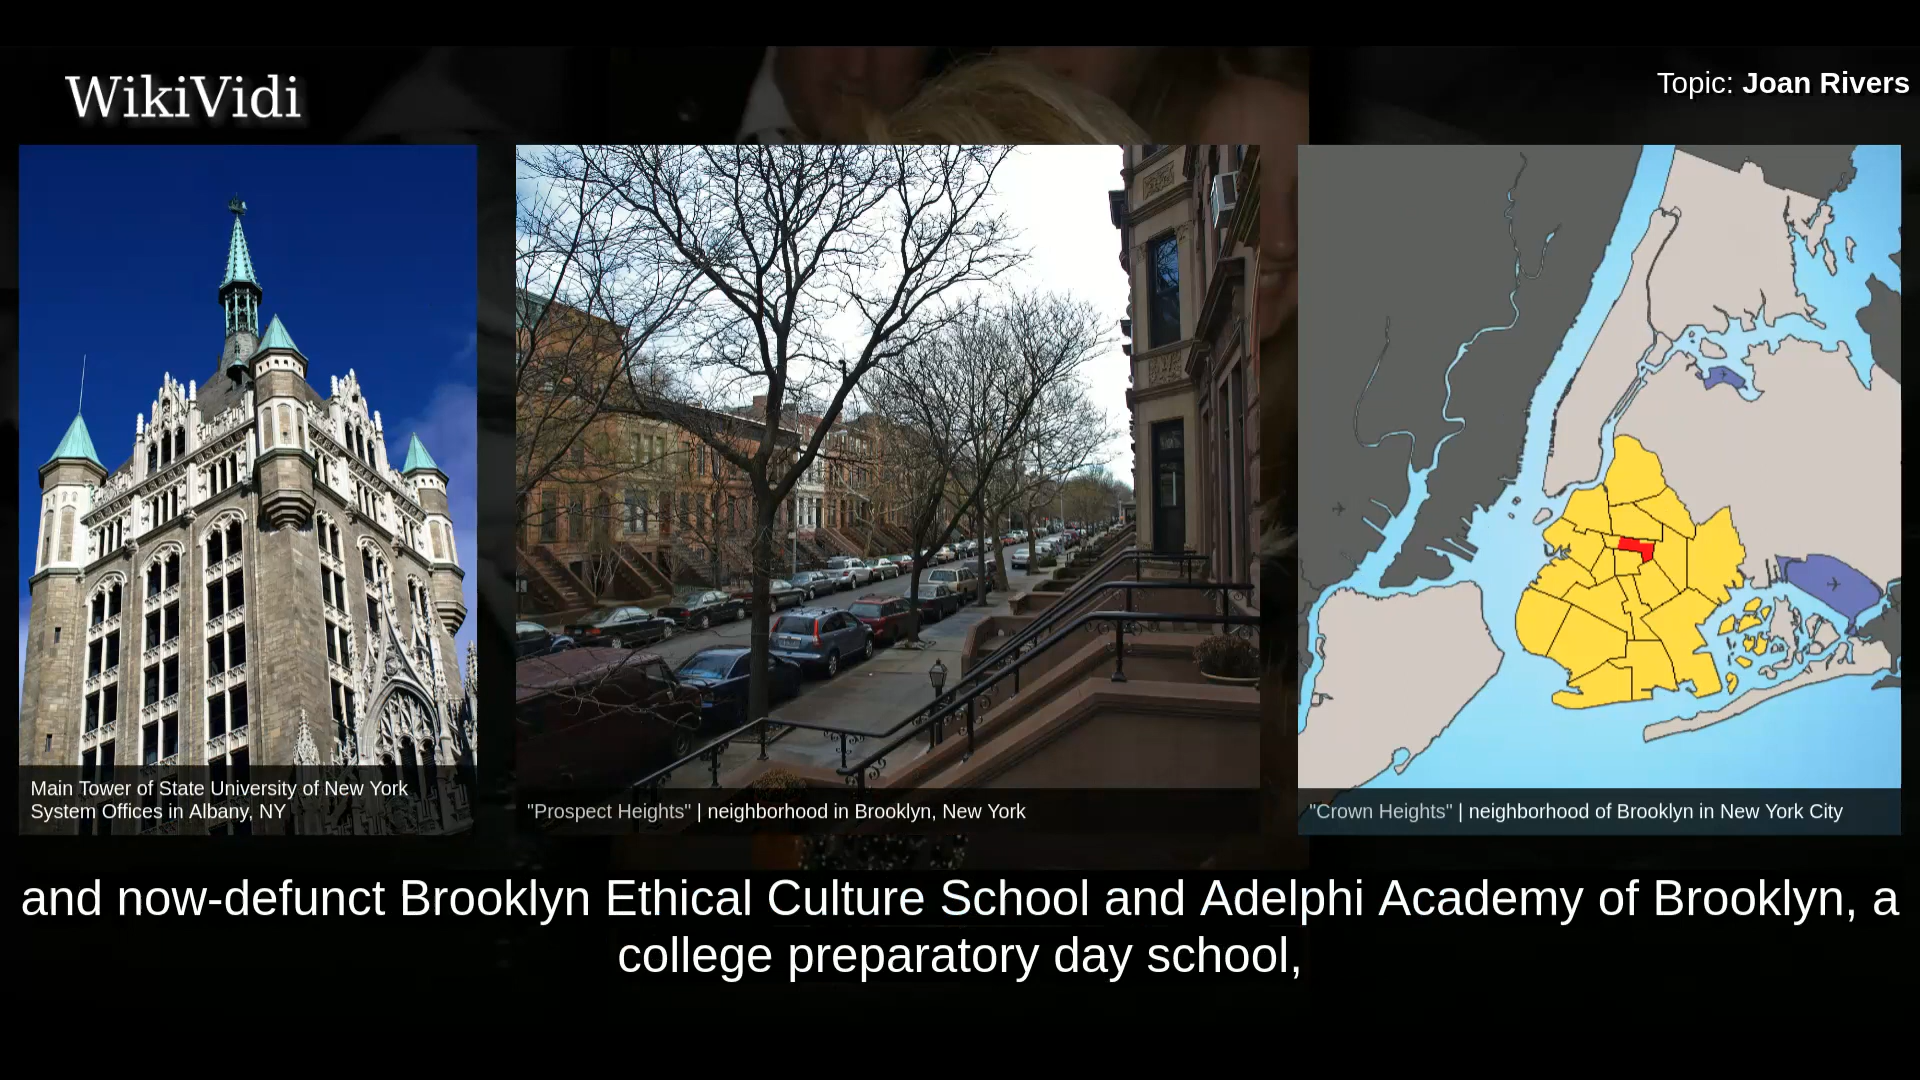 WikiVidi
Topic: Joan Rivers
Main Tower of State University of New York
System Offices in Albany, NY
"Prospect Heights" | neighborhood in Brooklyn, New York
"Crown Heights" | neighborhood of Brooklyn in New York City
and now-defunct Brooklyn Ethical Culture School and Adelphi Academy of Brooklyn, a
college preparatory day school,